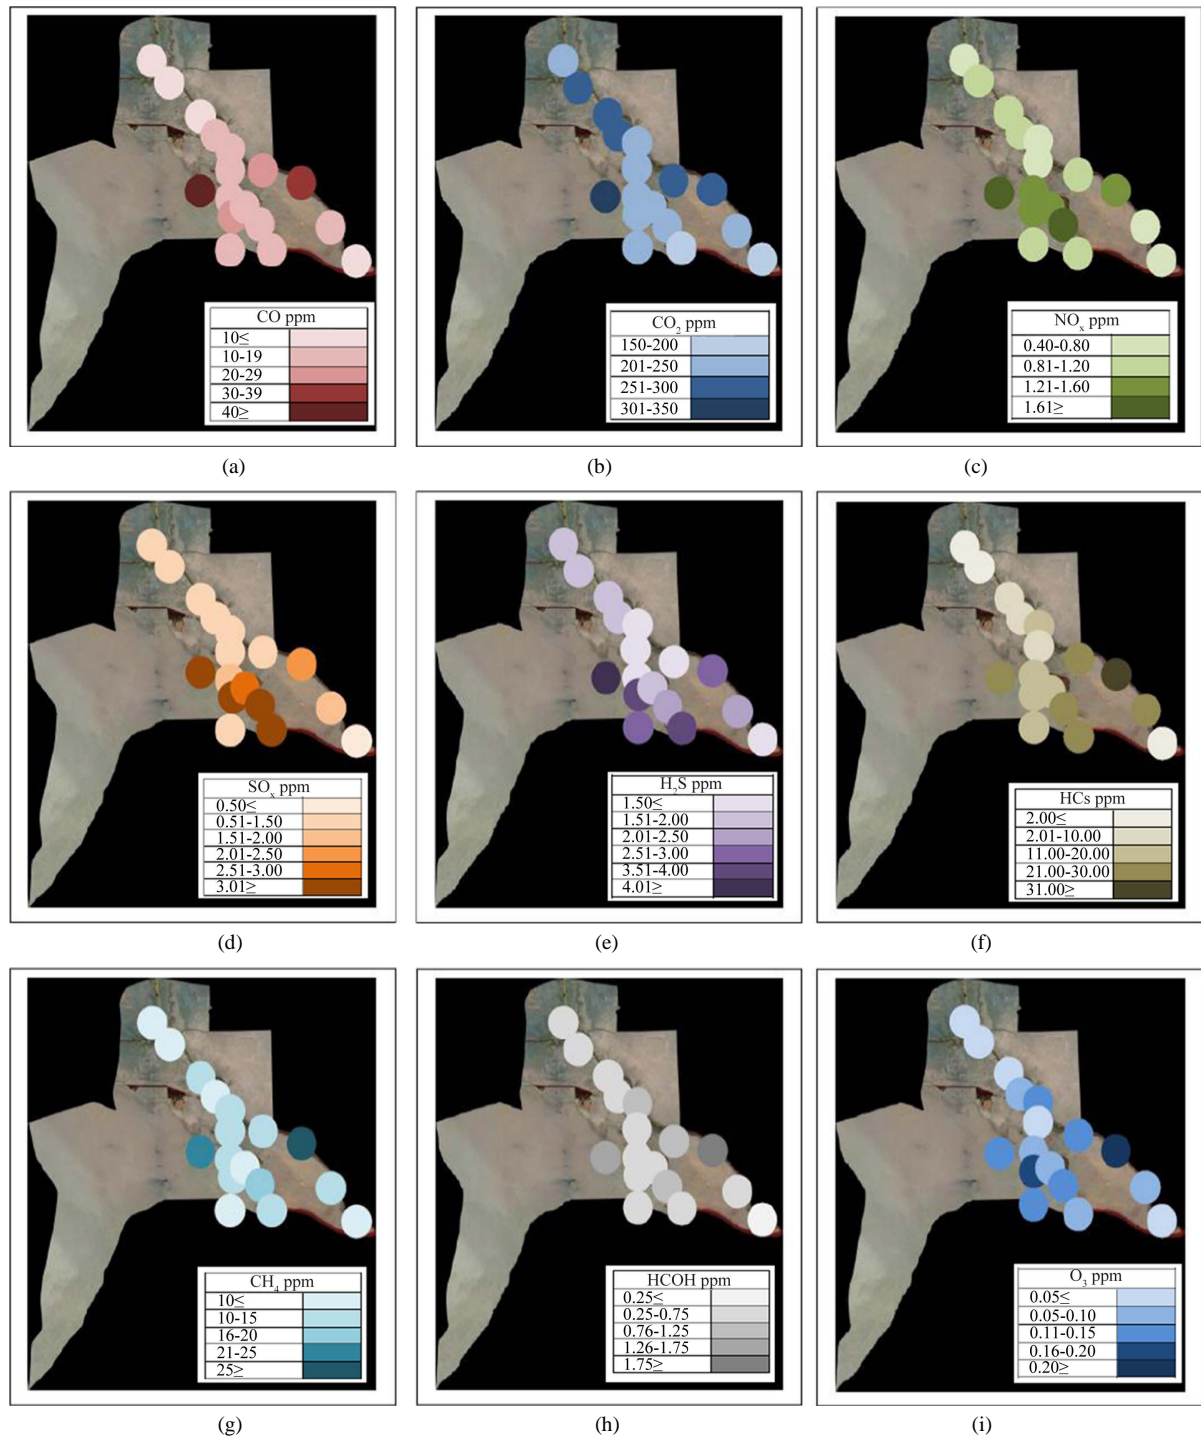 CO ppm
10≤
10-19
20-29
30-39
40≥
CO₂ ppm
150-200
201-250
251-300
301-350
NOₓ ppm
0.40-0.80
0.81-1.20
1.21-1.60
1.61≥
(a)
(b)
(c)
SOₓ ppm
0.50≤
0.51-1.50
1.51-2.00
2.01-2.50
2.51-3.00
3.01≥
H₂S ppm
1.50≤
1.51-2.00
2.01-2.50
2.51-3.00
3.51-4.00
4.01≥
HCs ppm
2.00≤
2.01-10.00
11.00-20.00
21.00-30.00
31.00≥
(d)
(e)
(f)
CH₄ ppm
10≤
10-15
16-20
21-25
25≥
HCOH ppm
0.25≤
0.25-0.75
0.76-1.25
1.26-1.75
1.75≥
O₃ ppm
0.05≤
0.05-0.10
0.11-0.15
0.16-0.20
0.20≥
(g)
(h)
(i)